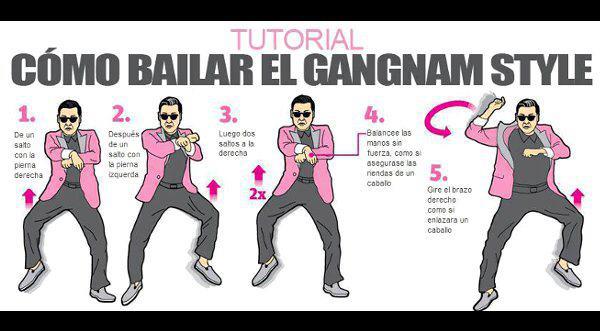 TUTORIAL
CÓMO BAILAR EL GANGNAM STYLE
1.
De un
salto
con la
pierna
derecha
2.
Después
de un
salto con
la pierna
izquierda
3.
Luego dos
saltos a la
derecha
2x
4.
Balancee las
manos sin
fuerza, como si
asegurase las
riendas de un
caballo
5.
Gire el brazo
derecho
como si
enlazara un
caballo